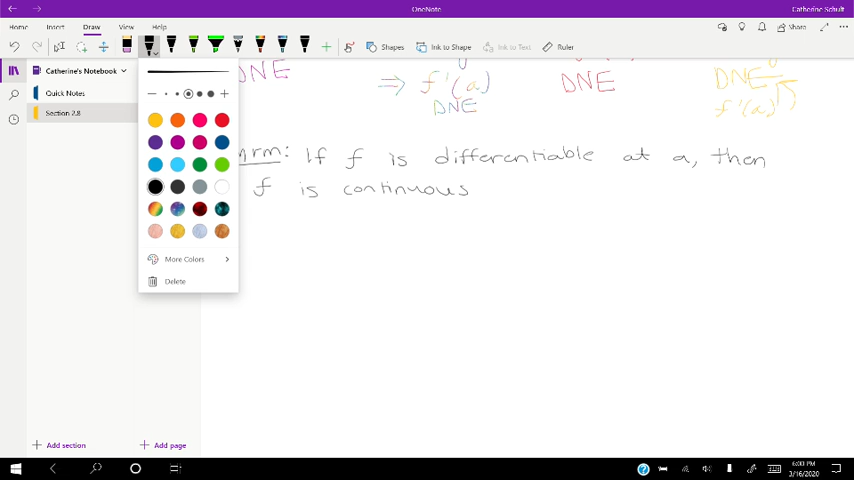 OneNote
Catherine Schult
Home Insert Draw View Help
Share
Shapes Ink to Shape Ink to Text Ruler
Catherine's Notebook
Quick Notes
Section 2.8
More Colors
Delete
DNE
⇒ f'(a)
DNE
DNE
DNE
f'(a)
mrm: If f is differentiable at a, then
f is continuous
Add section Add page
6:00 PM
3/16/2020